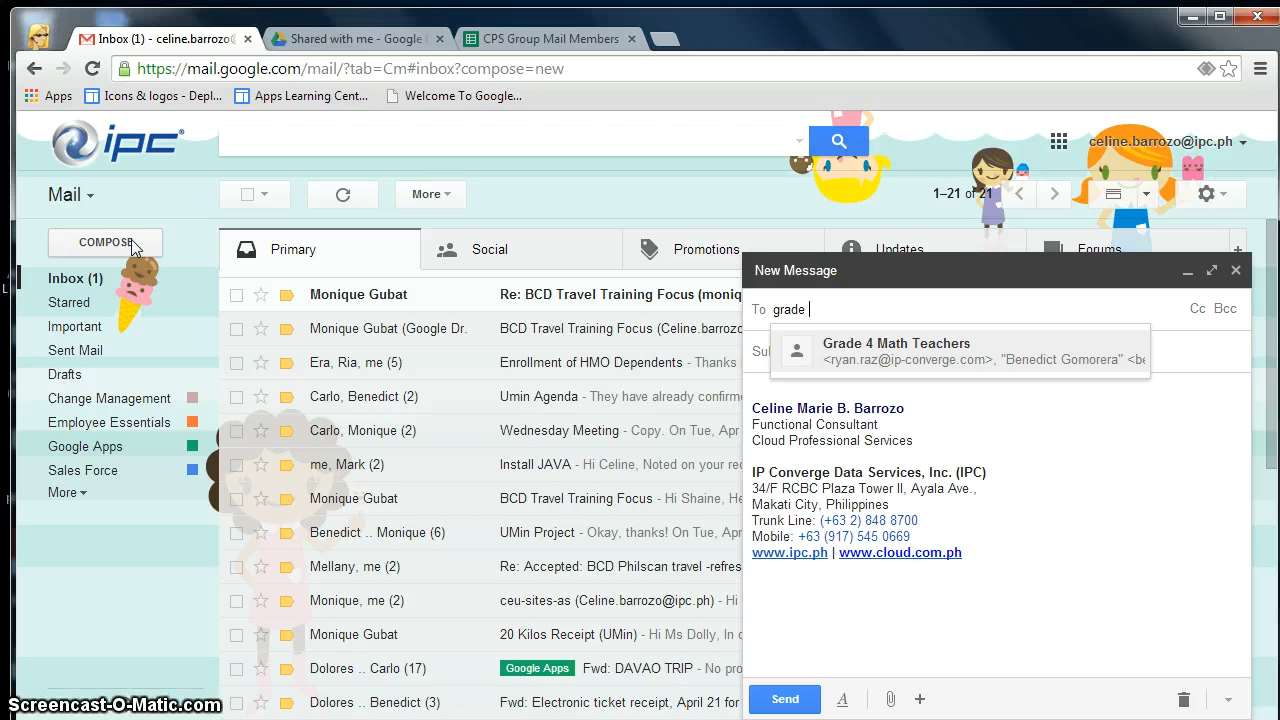 Inbox (1) - celine.barrozo@
Shared with me - Google
CPS Group Mail Members
https://mail.google.com/mail/?tab=Cm#inbox?compose=new
Apps
Icons & logos - Depl...
Apps Learning Cent...
Welcome To Google...
ipc
celine.barrozo@ipc.ph
Mail
More
1–21 of 21
COMPOSE
Inbox (1)
Starred
Important
Sent Mail
Drafts
Change Management
Employee Essentials
Google Apps
Sales Force
More
Primary
Social
Promotions
Updates
Forums
Monique Gubat Re: BCD Travel Training Focus (moniq
Monique Gubat (Google Dr. BCD Travel Training Focus (Celine.barrozo
Era, Ria, me (5) Enrollment of HMO Dependents - Thanks
Carlo, Benedict (2) Umin Agenda - They have already confirme
Carlo, Monique (2) Wednesday Meeting - Copy. On Tue, Apr
me, Mark (2) Install JAVA - Hi Celine, Noted on your rec
Monique Gubat BCD Travel Training Focus - Hi Shaine, He
Benedict .. Monique (6) UMin Project - Okay, thanks! On Tue, Apr
Mellany, me (2) Re: Accepted: BCD Philscan travel -refres
Monique, me (2) ceu-sites-as (Celine.barrozo@ipc.ph) - Hi
Monique Gubat 20 Kilos Receipt (UMin) - Hi Ms Dolly, In c
Dolores .. Carlo (17) Google Apps Fwd: DAVAO TRIP - No pro
Dolores .. Benedict (3) Fwd: Electronic ticket receipt, April 2
New Message
To grade
Cc Bcc
Grade 4 Math Teachers
<ryan.raz@ip-converge.com>, "Benedict Gomorera" <be
Sul
Celine Marie B. Barrozo
Functional Consultant
Cloud Professional Services
IP Converge Data Services, Inc. (IPC)
34/F RCBC Plaza Tower II, Ayala Ave.,
Makati City, Philippines
Trunk Line: (+63 2) 848 8700
Mobile: +63 (917) 545 0669
www.ipc.ph | www.cloud.com.ph
Send
Screencast-O-Matic.com